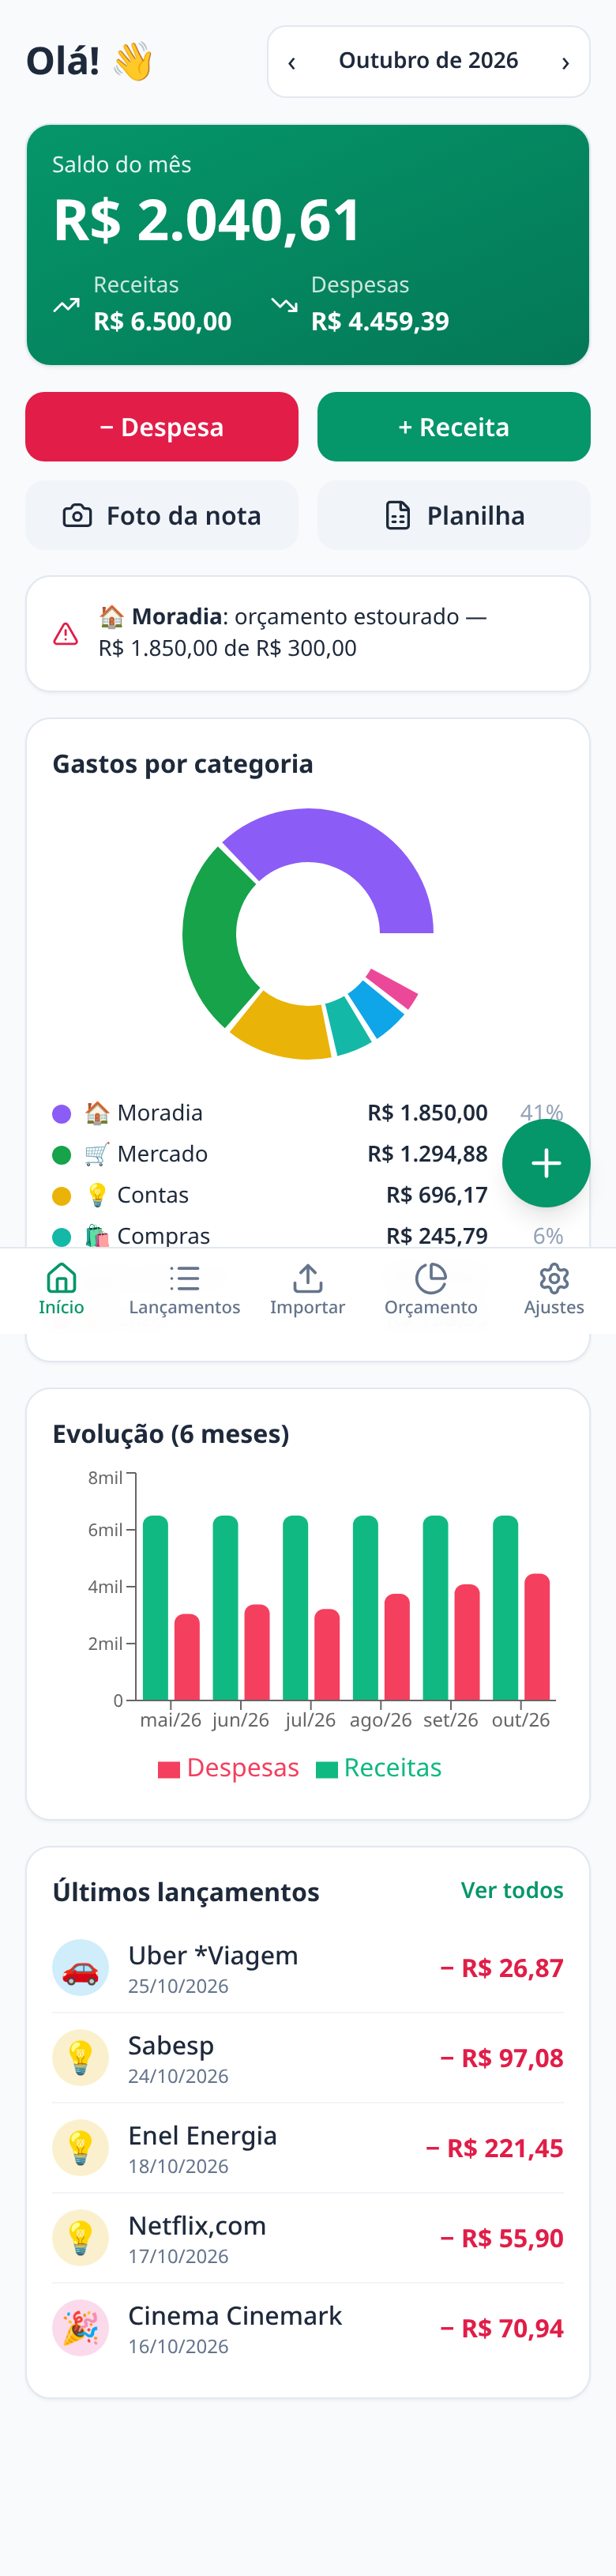 Olá! 👋
‹ Outubro de 2026 ›
Saldo do mês
R$ 2.040,61
Receitas
R$ 6.500,00
Despesas
R$ 4.459,39
− Despesa
+ Receita
Foto da nota
Planilha
🏠 Moradia: orçamento estourado —
R$ 1.850,00 de R$ 300,00
Gastos por categoria
🏠 Moradia R$ 1.850,00 41%
🛒 Mercado R$ 1.294,88
💡 Contas R$ 696,17
🛍️ Compras R$ 245,79 6%
Início
Lançamentos
Importar
Orçamento
Ajustes
Evolução (6 meses)
8mil
6mil
4mil
2mil
0
mai/26 jun/26 jul/26 ago/26 set/26 out/26
Despesas Receitas
Últimos lançamentos
Ver todos
Uber *Viagem
25/10/2026
− R$ 26,87
Sabesp
24/10/2026
− R$ 97,08
Enel Energia
18/10/2026
− R$ 221,45
Netflix,com
17/10/2026
− R$ 55,90
Cinema Cinemark
16/10/2026
− R$ 70,94